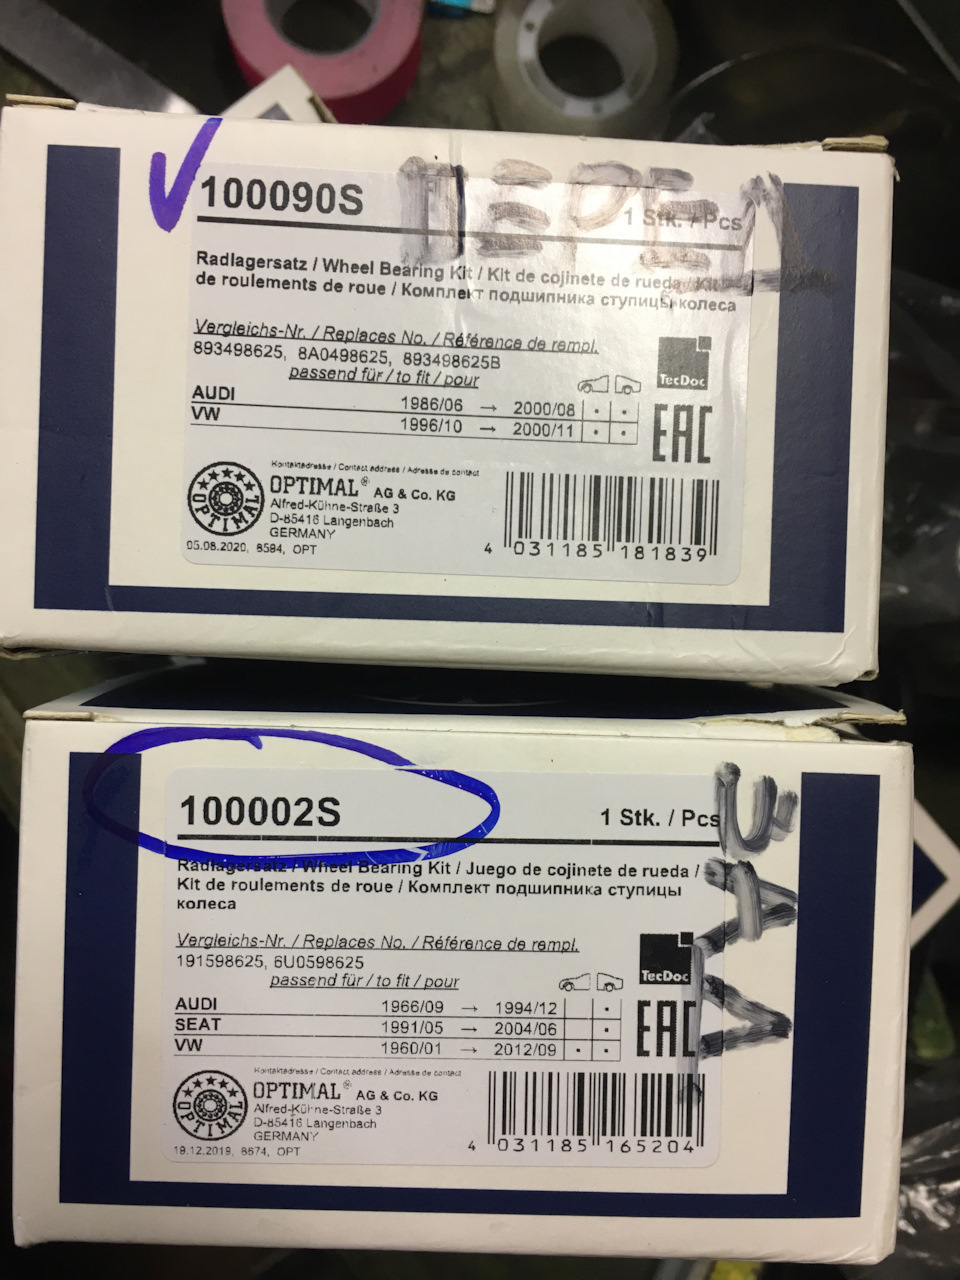 100090S
1 Stk. / Pcs
Radlagersatz / Wheel Bearing Kit / Kit de cojinete de rueda / Kit
de roulements de roue / Комплект подшипника ступицы колеса
Vergleichs-Nr. / Replaces No. / Référence de rempl.
893498625, 8A0498625, 893498625B
passend für / to fit / pour
TecDoc
AUDI 1986/06 → 2000/08 • •
VW 1996/10 → 2000/11 • •
EAC
Kontaktadresse / Contact address / Adresse de contact
OPTIMAL® AG & Co. KG
Alfred-Kühne-Straße 3
D-85416 Langenbach
GERMANY
OPTIMAL
05.08.2020, 8594, OPT
4 031185 181839
100002S
1 Stk. / Pcs
Radlagersatz / Wheel Bearing Kit / Juego de cojinete de rueda /
Kit de roulements de roue / Комплект подшипника ступицы
колеса
Vergleichs-Nr. / Replaces No. / Référence de rempl.
191598625, 6U0598625
passend für / to fit / pour
TecDoc
AUDI 1966/09 → 1994/12 •
SEAT 1991/05 → 2004/06 •
VW 1960/01 → 2012/09 • •
EAC
Kontaktadresse / Contact address / Adresse de contact
OPTIMAL® AG & Co. KG
Alfred-Kühne-Straße 3
D-85416 Langenbach
GERMANY
OPTIMAL
19.12.2019, 8674, OPT
4 031185 165204